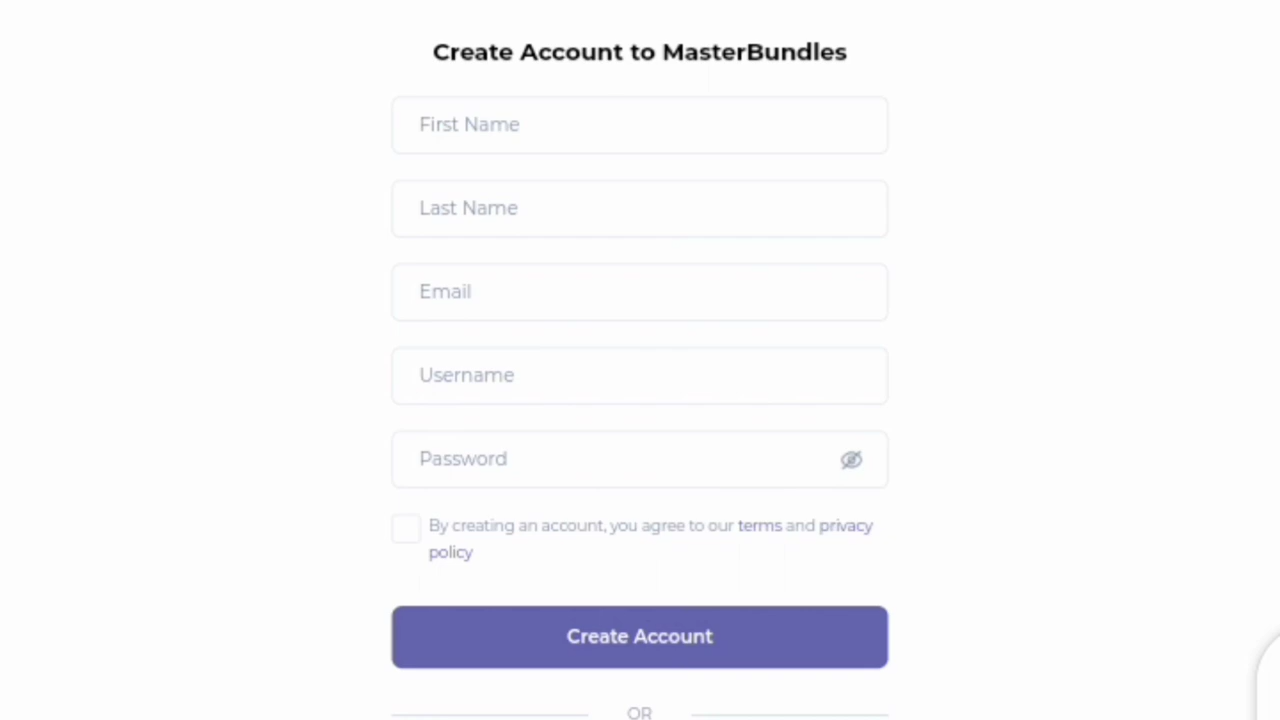 Create Account to MasterBundles
First Name
Last Name
Email
Username
Password
By creating an account, you agree to our terms and privacy
policy
Create Account
OR